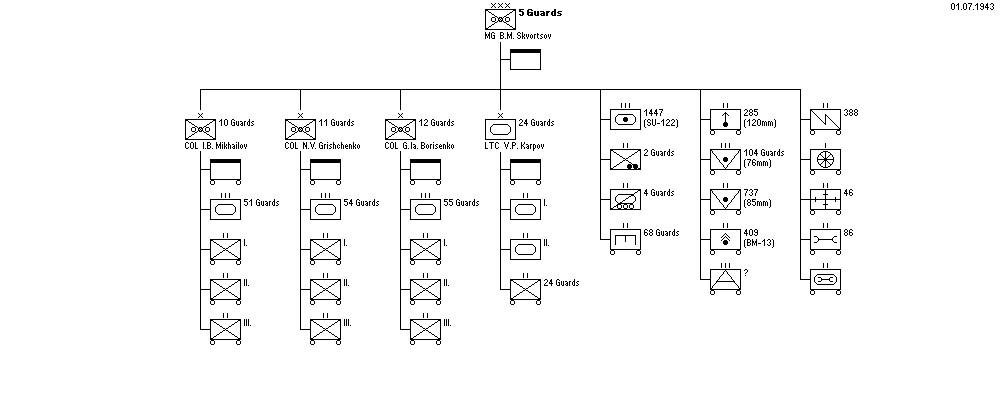 01.07.1943
5 Guards
MG B.M. Skvortsov
10 Guards
COL I.B. Mikhailov
51 Guards
I.
II.
III.
11 Guards
COL N.V. Grishchenko
54 Guards
I.
II.
III.
12 Guards
COL G.Ia. Borisenko
55 Guards
I.
II.
III.
24 Guards
LTC V.P. Karpov
I.
II.
24 Guards
1447
(SU-122)
2 Guards
4 Guards
68 Guards
285
(120mm)
104 Guards
(76mm)
737
(85mm)
409
(BM-13)
?
388
46
86